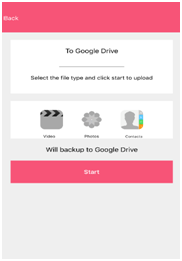 Back
To Google Drive
Select the file type and click start to upload
Video Photos Contacts
Will backup to Google Drive
Start